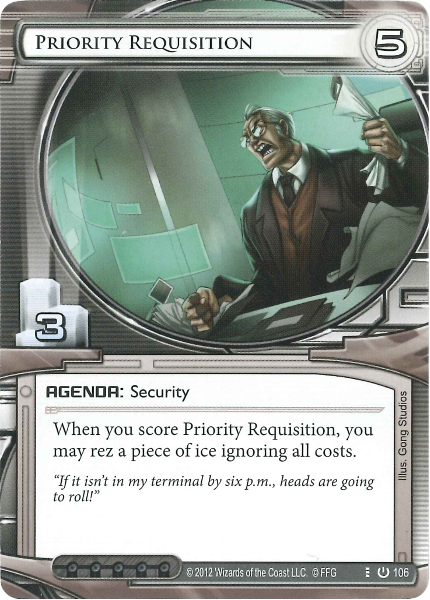 Priority Requisition
5
3
AGENDA: Security
When you score Priority Requisition, you
may rez a piece of ice ignoring all costs.
“If it isn’t in my terminal by six p.m., heads are going
to roll!”
Illus. Gong Studios
© 2012 Wizards of the Coast LLC. © FFG
106